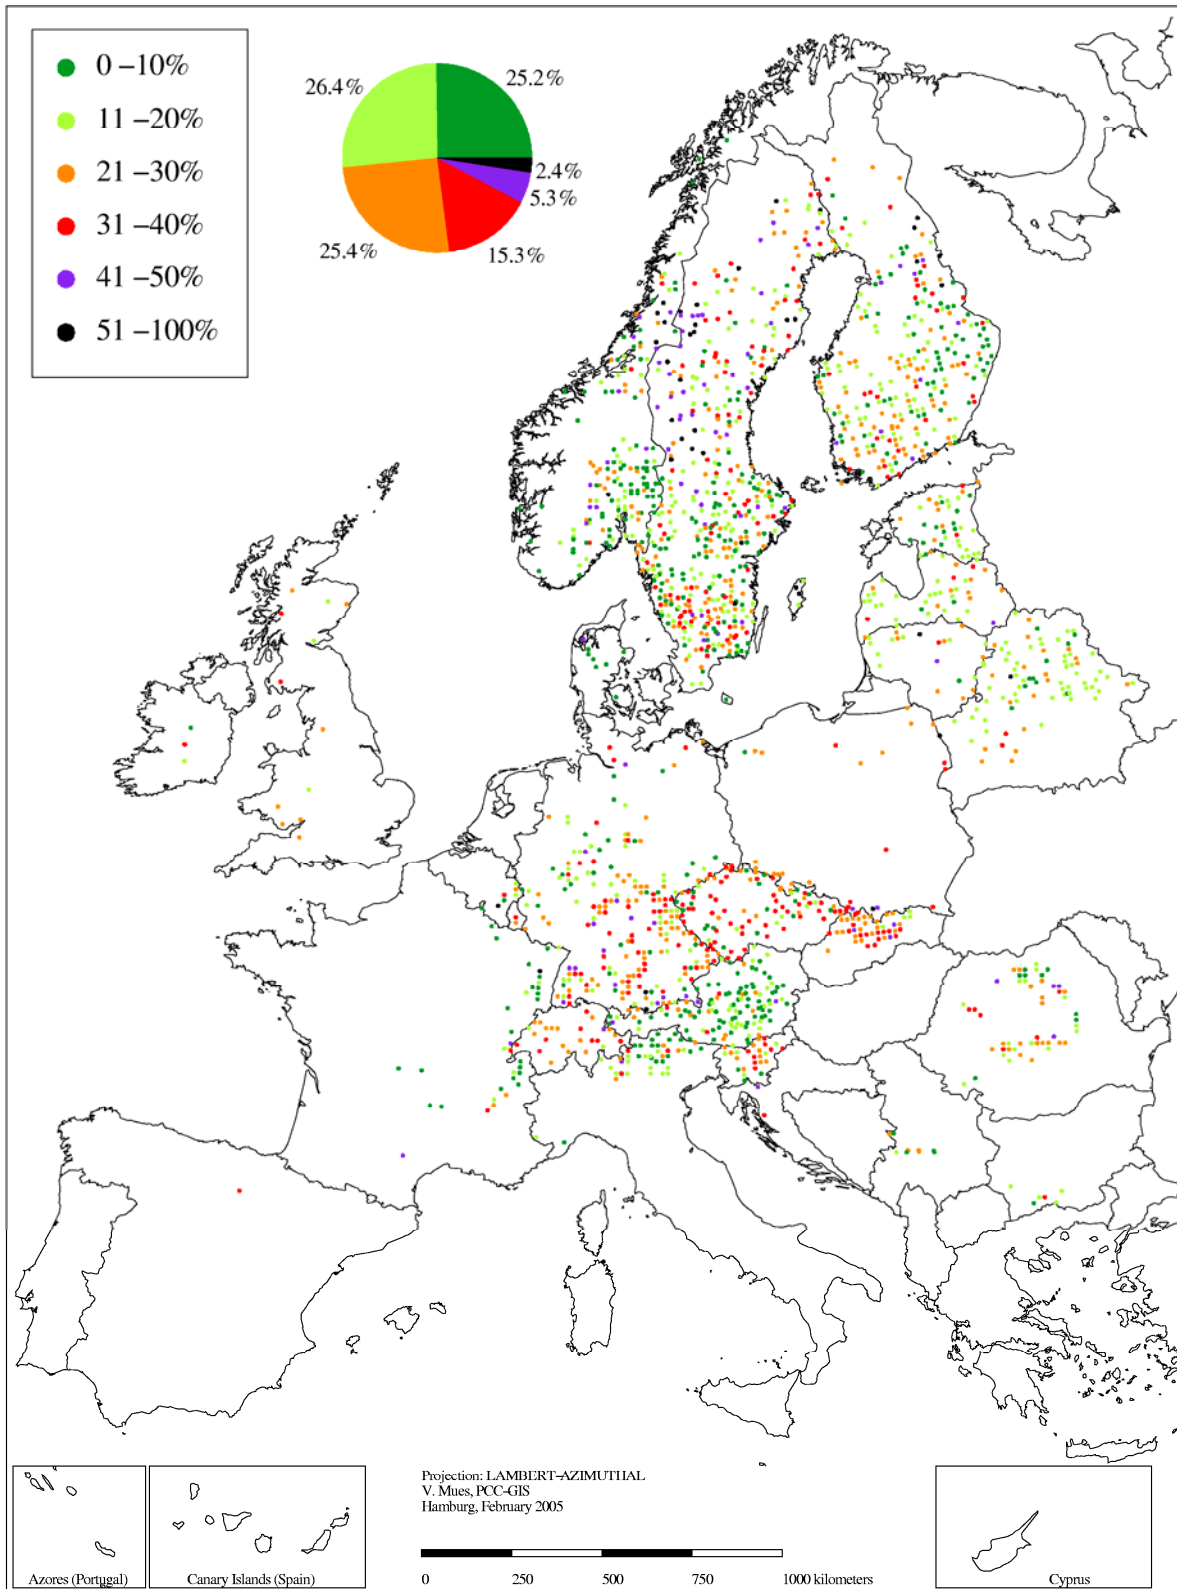 0 –10%
11 –20%
21 –30%
31 –40%
41 –50%
51 –100%
26.4%
25.2%
2.4%
5.3%
15.3%
25.4%
Projection: LAMBERT–AZIMUTHAL
V. Mues, PCC–GIS
Hamburg, February 2005
0 250 500 750 1000 kilometers
Azores (Portugal)
Canary Islands (Spain)
Cyprus